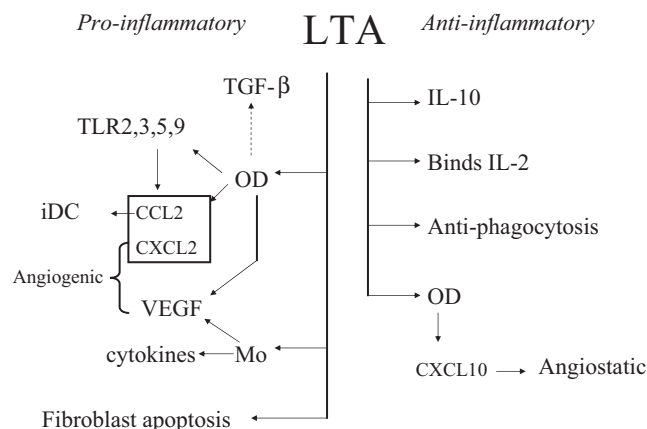 Pro-inflammatory
LTA
Anti-inflammatory
TGF-β
IL-10
TLR2,3,5,9
OD
Binds IL-2
iDC
CCL2
CXCL2
Anti-phagocytosis
Angiogenic
VEGF
OD
cytokines
Mo
CXCL10
Angiostatic
Fibroblast apoptosis